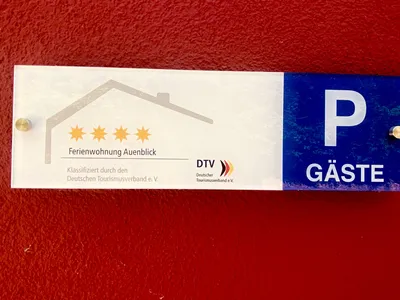 Ferienwohnung Auenblick
Klassifiziert durch den
Deutschen Tourismusverband e. V.
DTV
Deutscher
Tourismusverband e.V.
P
GÄSTE